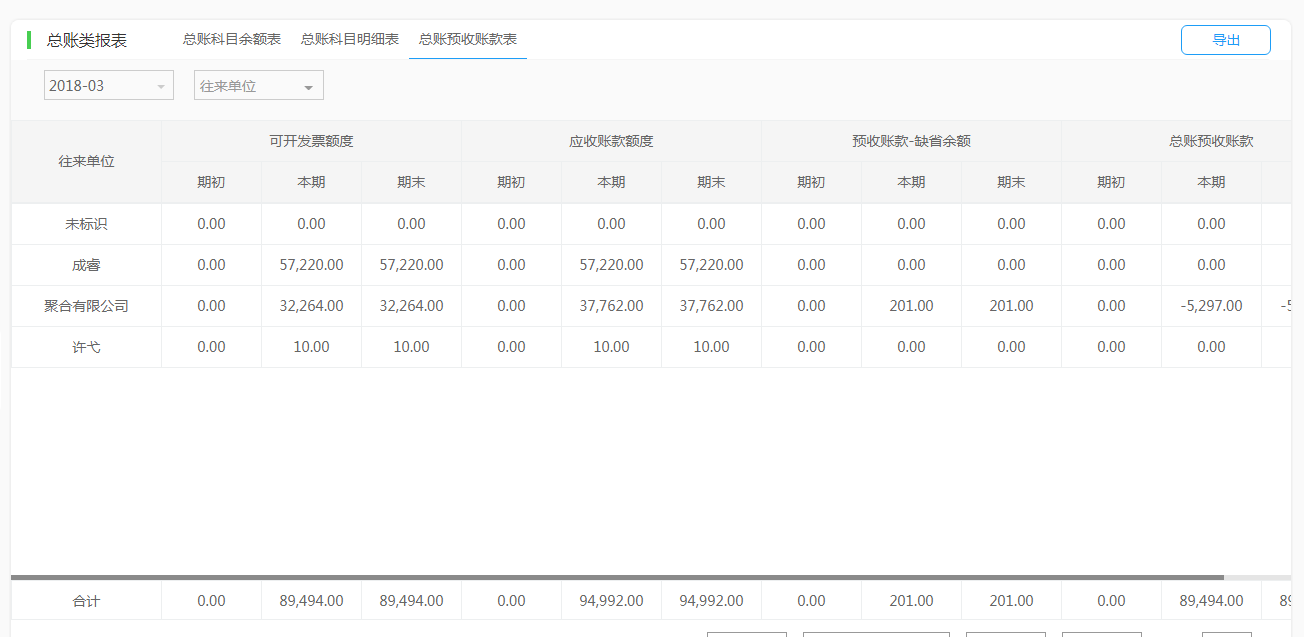 总账类报表 总账科目余额表 总账科目明细表 总账预收账款表 导出
2018-03 往来单位
往来单位 可开发票额度 应收账款额度 预收账款-缺省余额 总账预收账款
期初 本期 期末 期初 本期 期末 期初 本期 期末 期初 本期
未标识 0.00 0.00 0.00 0.00 0.00 0.00 0.00 0.00 0.00 0.00 0.00
成睿 0.00 57,220.00 57,220.00 0.00 57,220.00 57,220.00 0.00 0.00 0.00 0.00 0.00
聚合有限公司 0.00 32,264.00 32,264.00 0.00 37,762.00 37,762.00 0.00 201.00 201.00 0.00 -5,297.00
许弋 0.00 10.00 10.00 0.00 10.00 10.00 0.00 0.00 0.00 0.00 0.00
合计 0.00 89,494.00 89,494.00 0.00 94,992.00 94,992.00 0.00 201.00 201.00 0.00 89,494.00